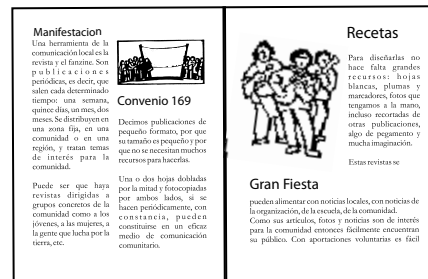 Manifestacion
Una herramienta de la
comunicación local es la
revista y el fanzine. Son
publicaciones
periódicas, es decir, que
salen cada determinado
tiempo: una semana,
quince días, un mes, dos
meses. Se distribuyen en
una zona fija, en una
comunidad o en una
región, y tratan temas
de interés para la
comunidad.
Puede ser que haya
revistas dirigidas a
grupos concretos de la
comunidad como a los
jóvenes, a las mujeres, a
la gente que lucha por la
tierra, etc.
Convenio 169
Decimos publicaciones de
pequeño formato, por que
su tamaño es pequeño y por
que no se necesitan muchos
recursos para hacerlas.
Una o dos hojas dobladas
por la mitad y fotocopiadas
por ambos lados, si se
hacen periódicamente, con
constancia, pueden
constituirse en un eficaz
medio de comunicación
comunitario.
Recetas
Para diseñarlas no
hace falta grandes
recursos: hojas
blancas, plumas y
marcadores, fotos que
tengamos a la mano,
incluso recortadas de
otras publicaciones,
algo de pegamento y
mucha imaginación.
Estas revistas se
Gran Fiesta
pueden alimentar con noticias locales, con noticias de
la organización, de la escuela, de la comunidad.
Como sus artículos, fotos y noticias son de interés
para la comunidad entonces fácilmente encuentran
su público. Con aportaciones voluntarias es fácil